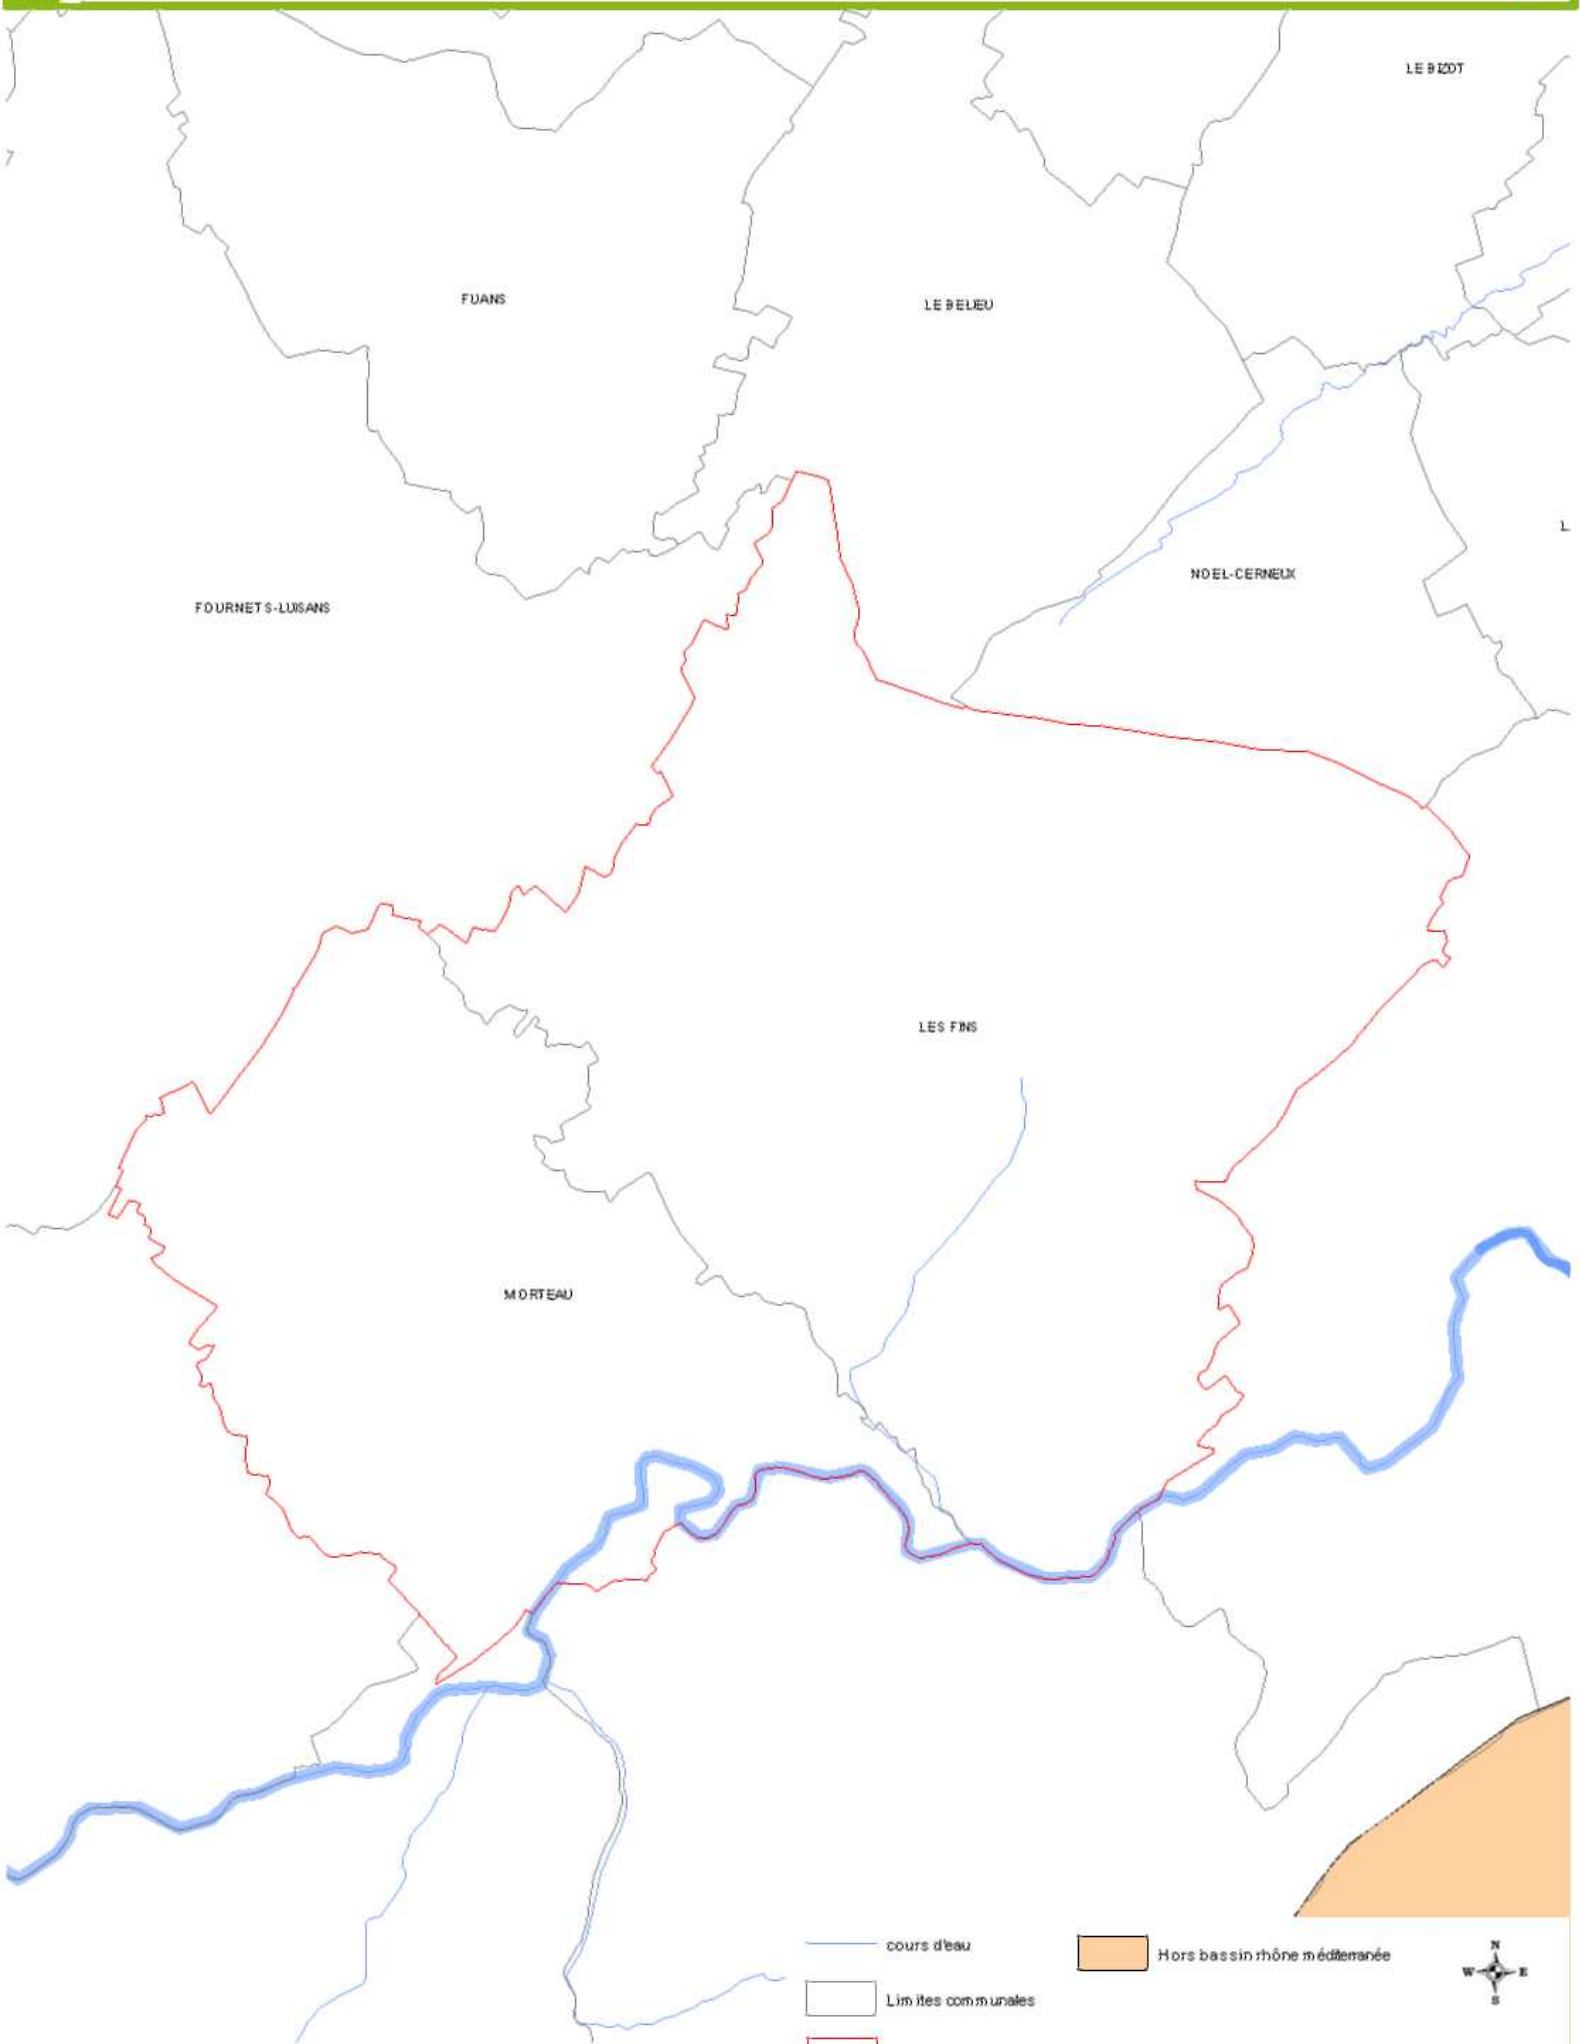 LE BIZOT
FUANS
LE BELIEU
L
NOEL-CERNEUX
FOURNETS-LUISANS
LES FINS
MORTEAU
cours d'eau
Hors bassin rhône méditerranée
Limites communales
N
W E
S